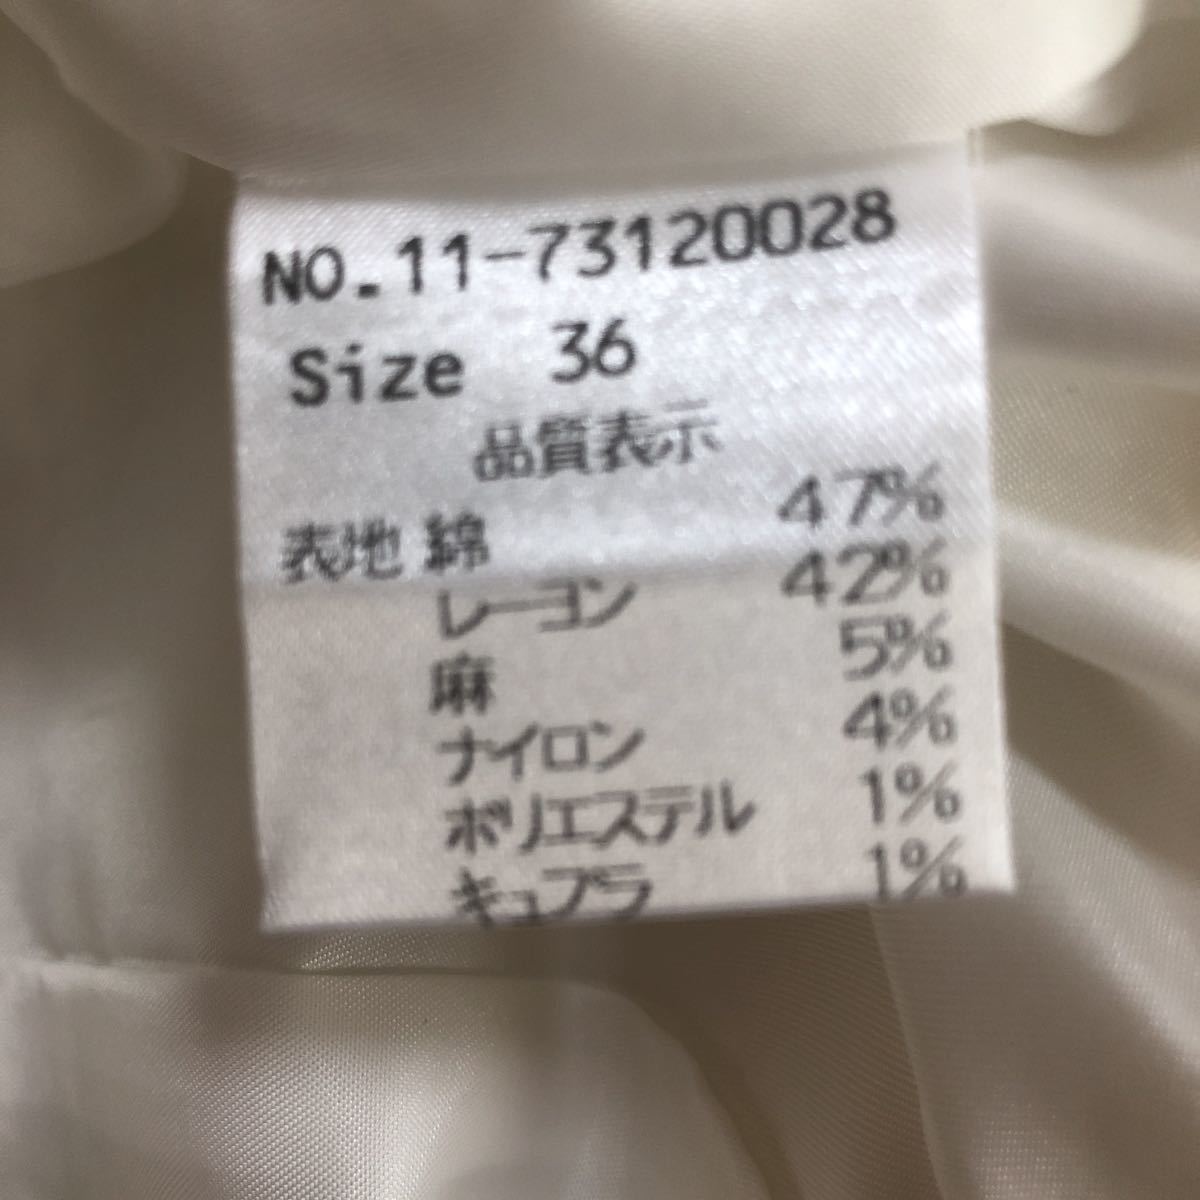 NO.11-73120028
Size 36
品質表示
表地 綿 47%
レーヨン 42%
麻 5%
ナイロン 4%
ポリエステル 1%
キュプラ 1%